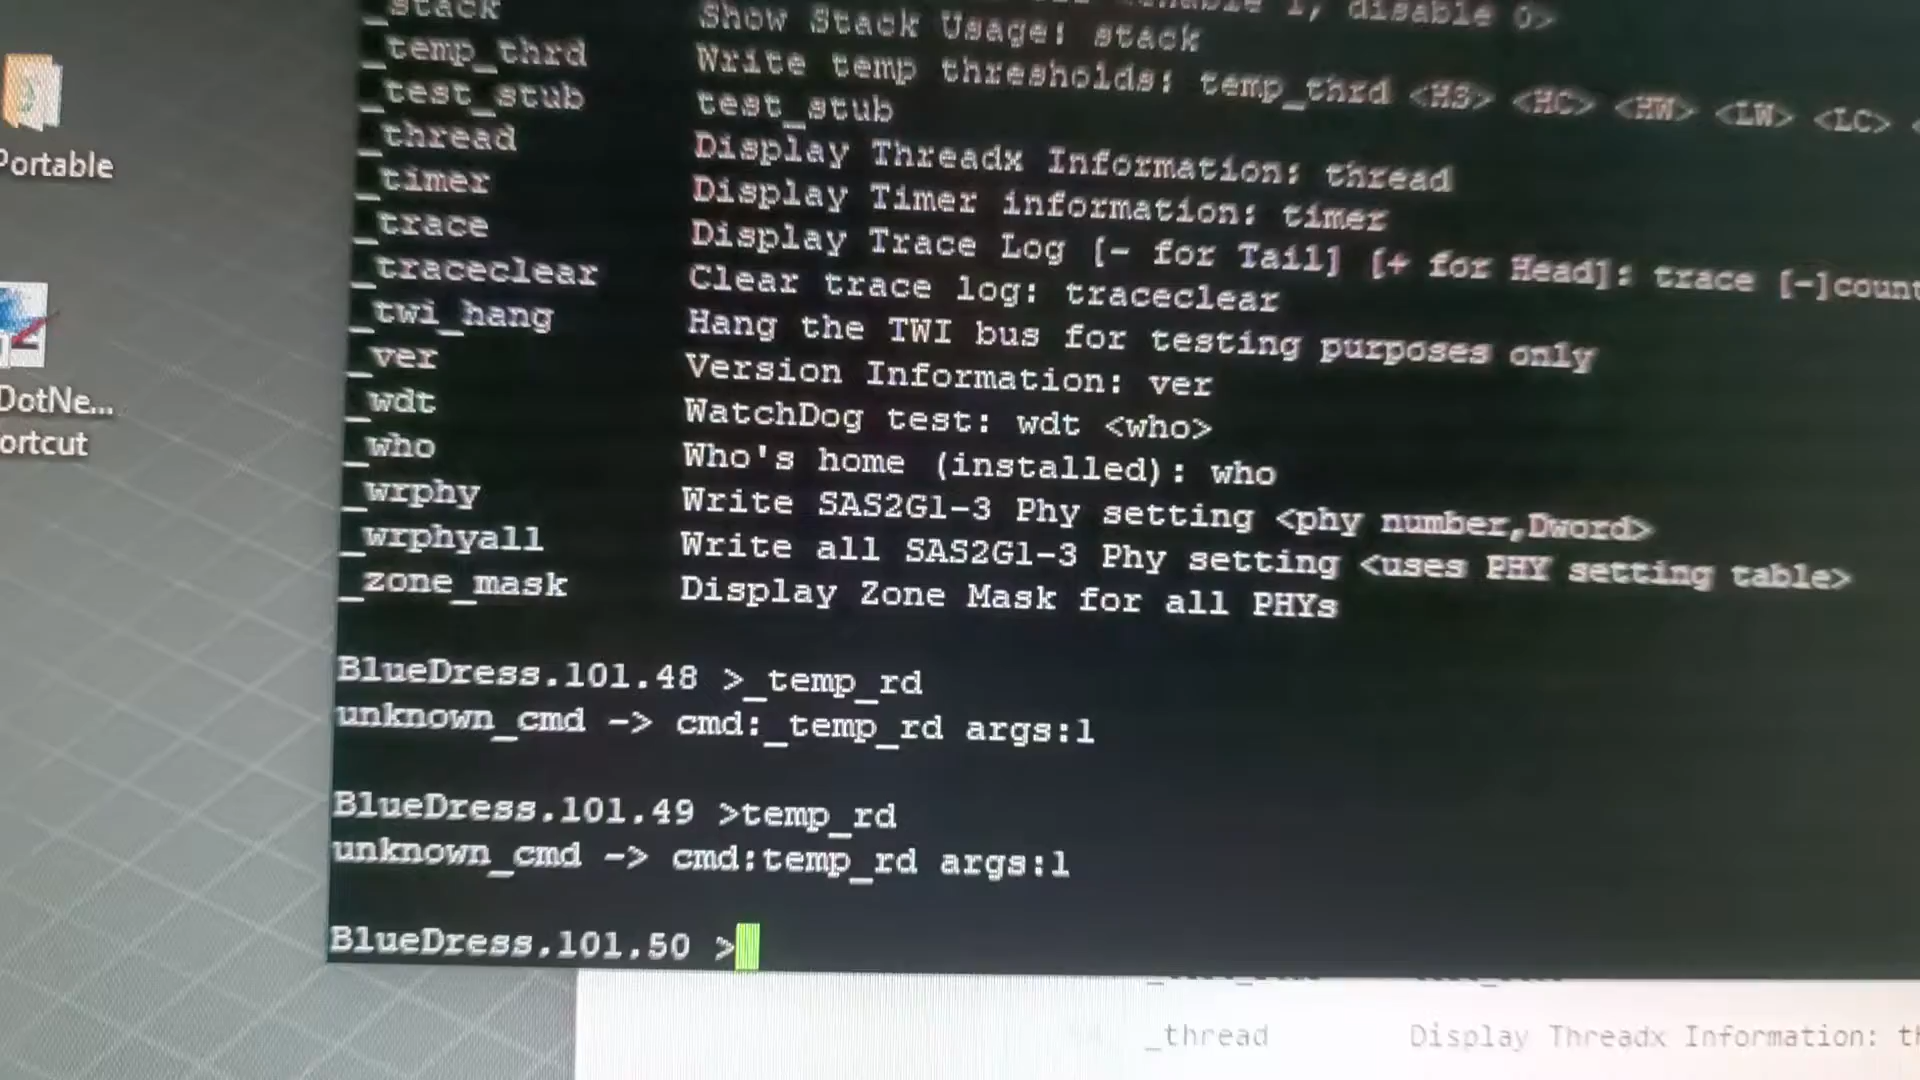 _stack Show Stack Usage: stack
_temp_thrd Write temp thresholds: temp_thrd <HS> <HC> <HW> <LW> <LC> <
_test_stub test_stub
_thread Display Threadx Information: thread
_timer Display Timer information: timer
_trace Display Trace Log [- for Tail] [+ for Head]: trace [-]count
_traceclear Clear trace log: traceclear
_twi_hang Hang the TWI bus for testing purposes only
_ver Version Information: ver
_wdt WatchDog test: wdt <who>
_who Who's home (installed): who
_wrphy Write SAS2G1-3 Phy setting <phy number,Dword>
_wrphyall Write all SAS2G1-3 Phy setting <uses PHY setting table>
_zone_mask Display Zone Mask for all PHYs
BlueDress.101.48 >_temp_rd
unknown_cmd -> cmd:_temp_rd args:1
BlueDress.101.49 >temp_rd
unknown_cmd -> cmd:temp_rd args:1
BlueDress.101.50 >
Portable
DotNe...
ortcut
_thread Display Threadx Information: th